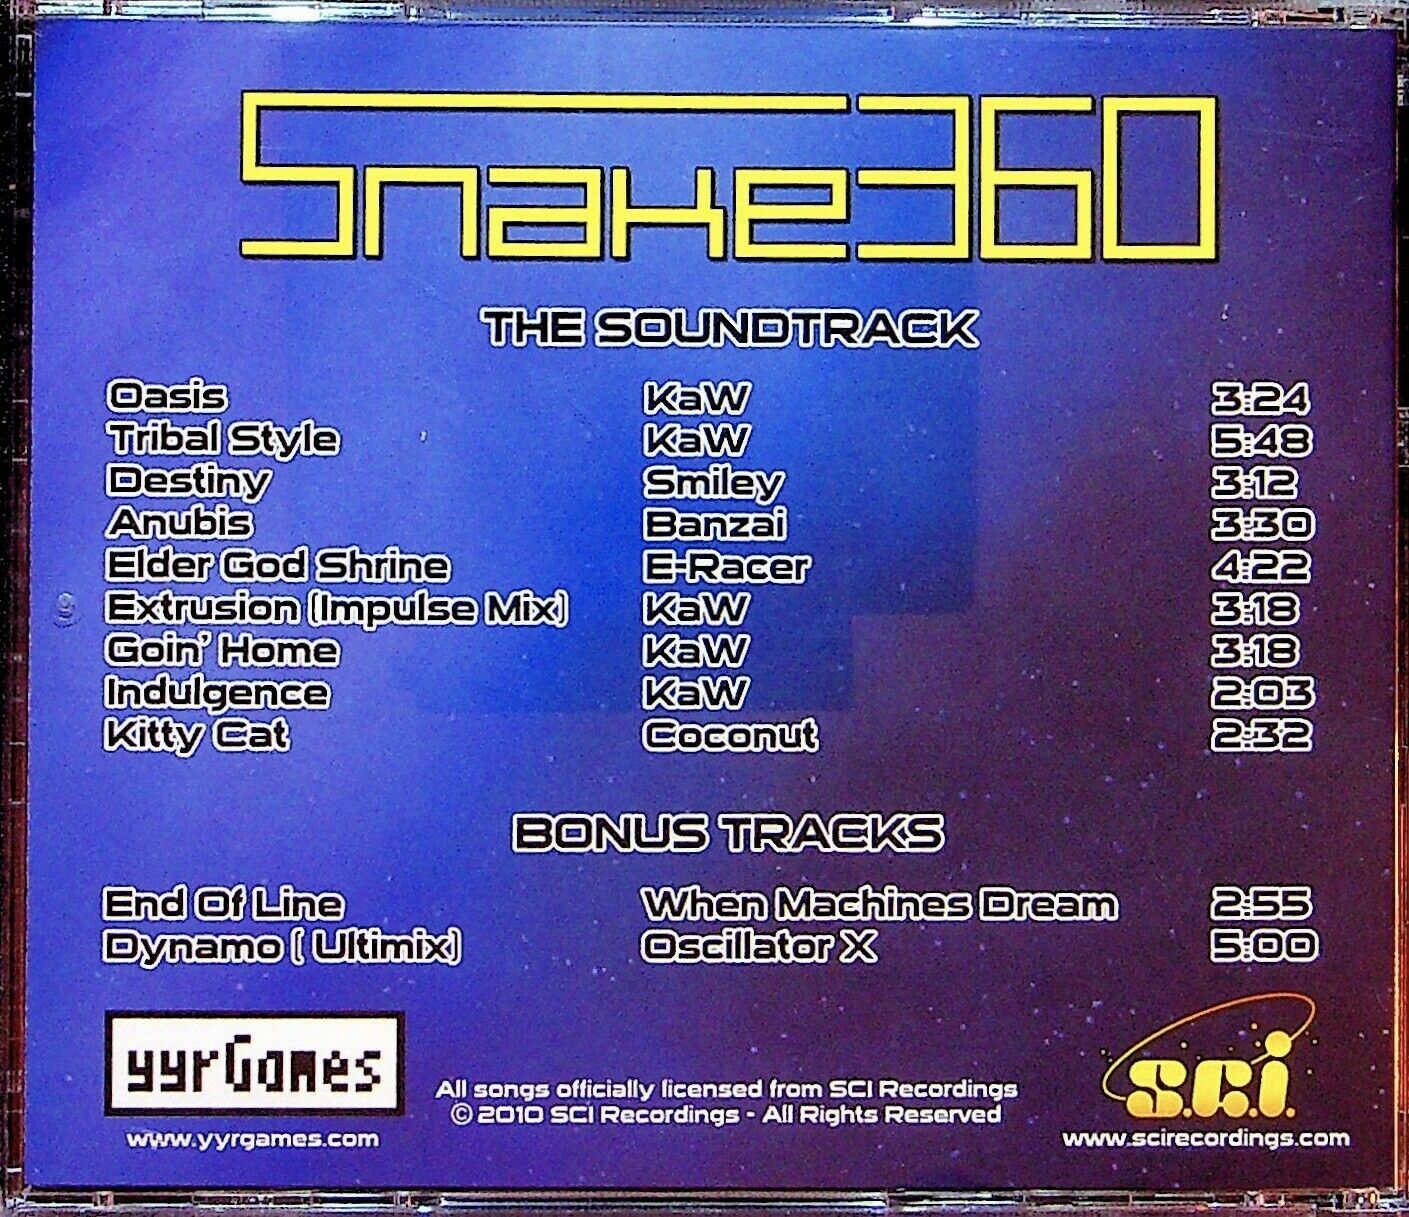 Snake360
THE SOUNDTRACK
Oasis KaW 3:24
Tribal Style KaW 5:48
Destiny Smiley 3:12
Anubis Banzai 3:30
Elder God Shrine E-Racer 4:22
Extrusion (Impulse Mix) KaW 3:18
Goin' Home KaW 3:18
Indulgence KaW 2:03
Kitty Cat Coconut 2:32
BONUS TRACKS
End Of Line When Machines Dream 2:55
Dynamo ( Ultimix) Oscillator X 5:00
yyrGames
www.yyrgames.com
All songs officially licensed from SCI Recordings
© 2010 SCI Recordings - All Rights Reserved
s.c.i.
www.scirecordings.com